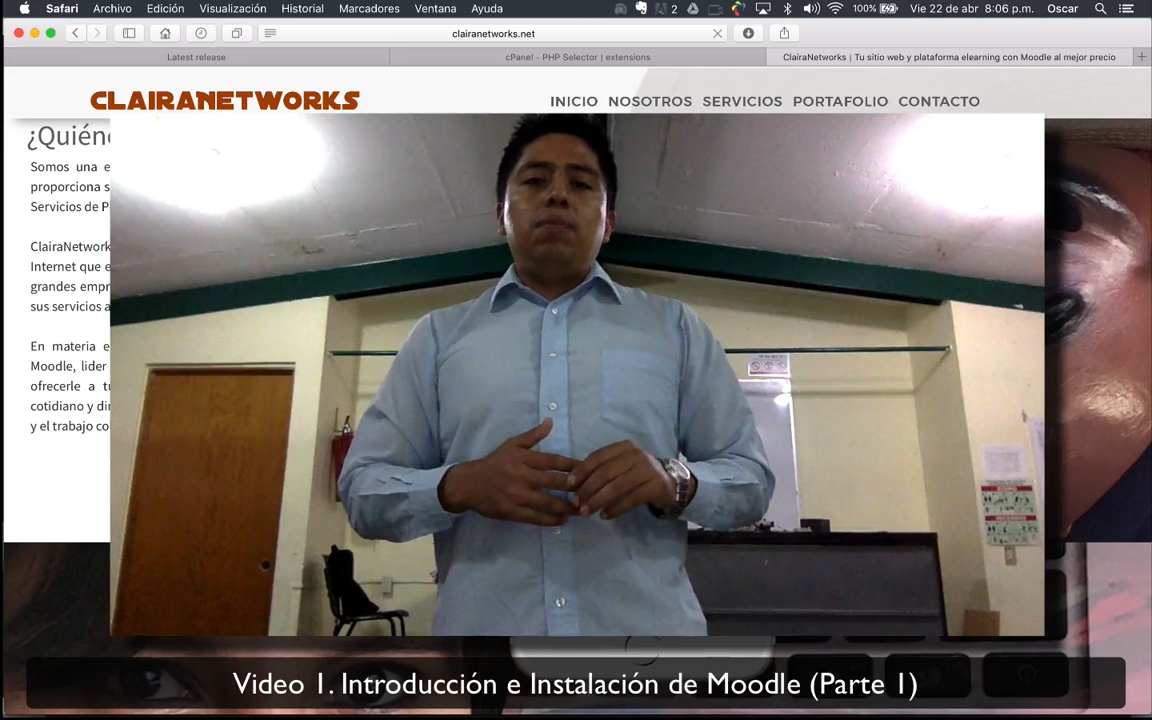 Safari Archivo Edición Visualización Historial Marcadores Ventana Ayuda 2 100% Vie 22 de abr 8:06 p.m. Oscar
clairanetworks.net
Latest release cPanel - PHP Selector | extensions ClairaNetworks | Tu sitio web y plataforma elearning con Moodle al mejor precio
CLAIRANETWORKS INICIO NOSOTROS SERVICIOS PORTAFOLIO CONTACTO
¿Quién
Somos una e
proporciona s
Servicios de P
ClairaNetwork
Internet que e
grandes empr
sus servicios a
En materia e
Moodle, lider
ofrecerle a tu
cotidiano y dir
y el trabajo co
Video 1. Introducción e Instalación de Moodle (Parte 1)